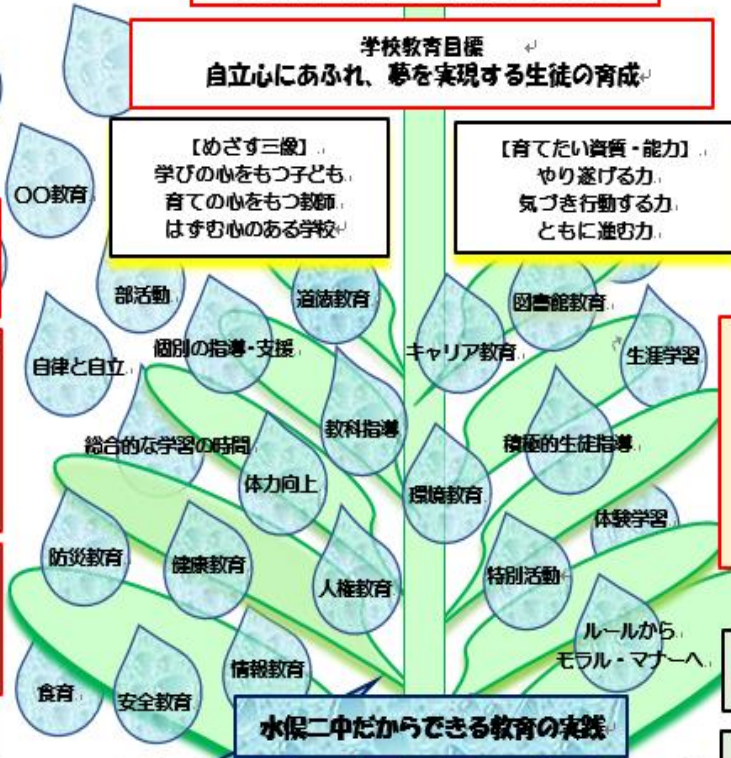 学校教育目標
自立心にあふれ、夢を実現する生徒の育成
【めざす三像】
学びの心をもつ子ども
育ての心をもつ教師
はずむ心のある学校
【育てたい資質・能力】
やり遂げる力
気づき行動する力
ともに進む力
〇〇教育
部活動
道徳教育
図書館教育
自律と自立
個別の指導・支援
キャリア教育
生涯学習
総合的な学習の時間
教科指導
積極的生徒指導
体力向上
環境教育
体験学習
防災教育
健康教育
人権教育
特別活動
ルールから
モラル・マナーへ
食育
安全教育
情報教育
水俣二中だからできる教育の実践